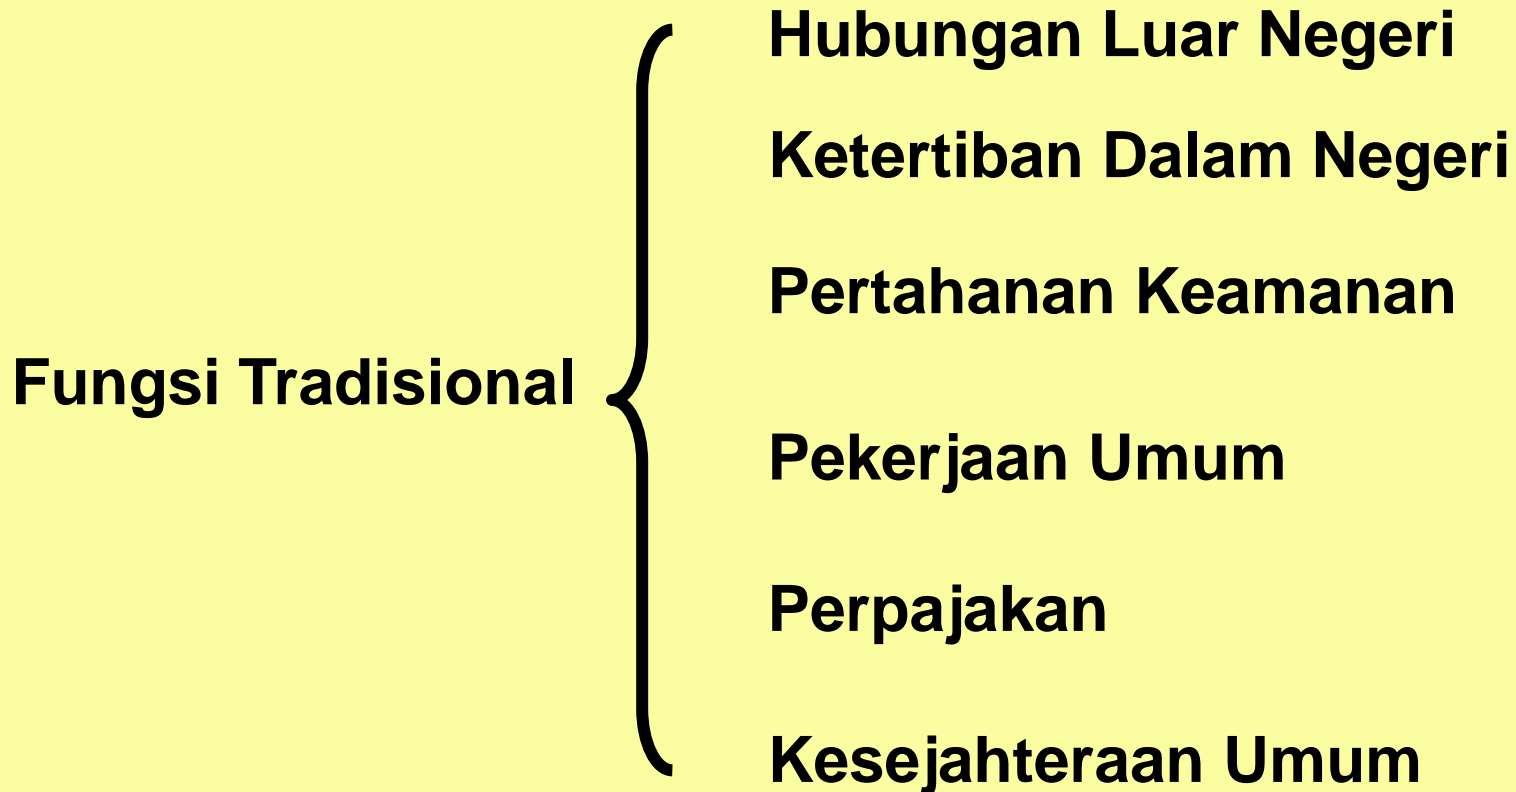 Hubungan Luar Negeri
Ketertiban Dalam Negeri
Pertahanan Keamanan
Fungsi Tradisional
Pekerjaan Umum
Perpajakan
Kesejahteraan Umum